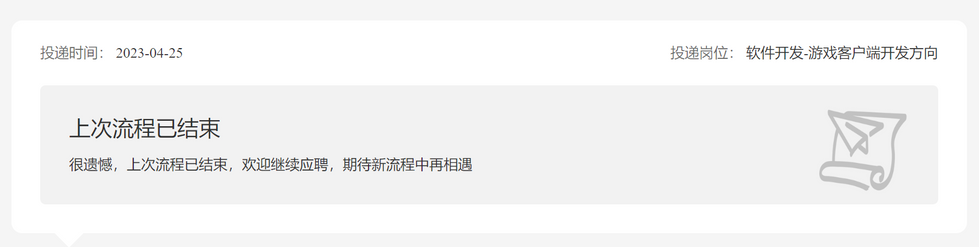 投递时间： 2023-04-25
投递岗位： 软件开发-游戏客户端开发方向
上次流程已结束
很遗憾，上次流程已结束，欢迎继续应聘，期待新流程中再相遇